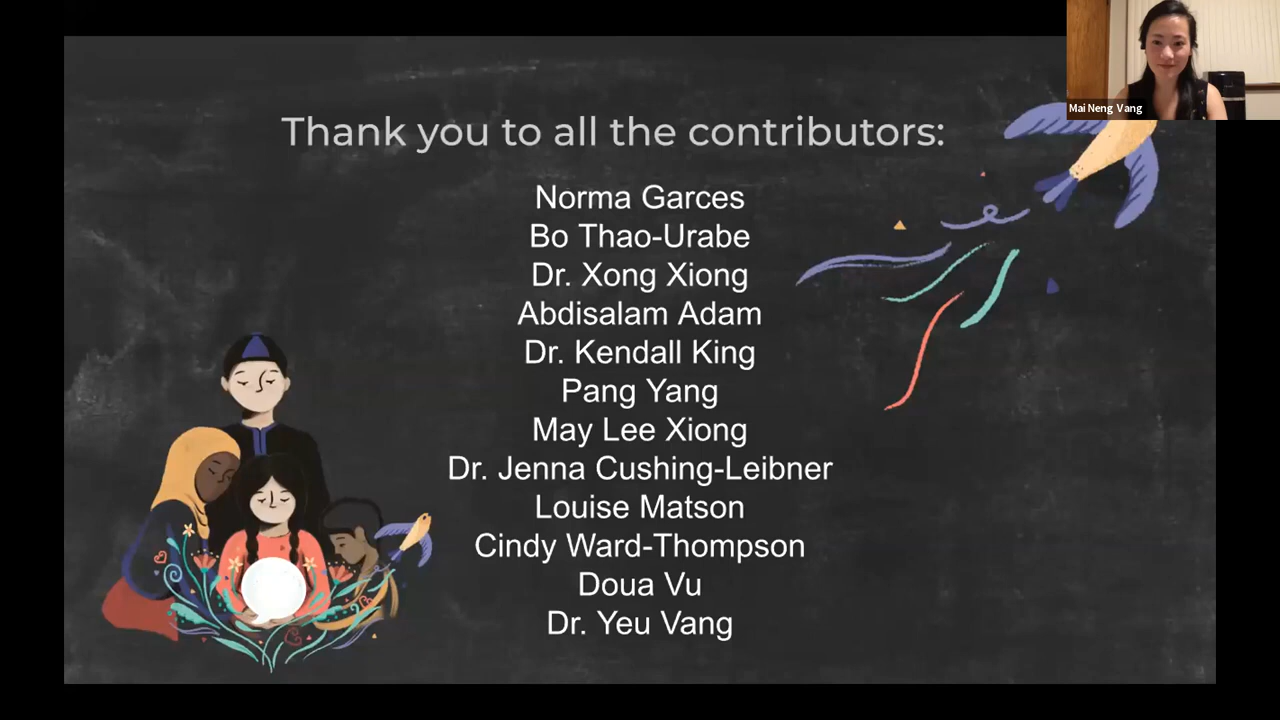 Thank you to all the contributors:
Norma Garces
Bo Thao-Urabe
Dr. Xong Xiong
Abdisalam Adam
Dr. Kendall King
Pang Yang
May Lee Xiong
Dr. Jenna Cushing-Leibner
Louise Matson
Cindy Ward-Thompson
Doua Vu
Dr. Yeu Vang
Mai Neng Vang